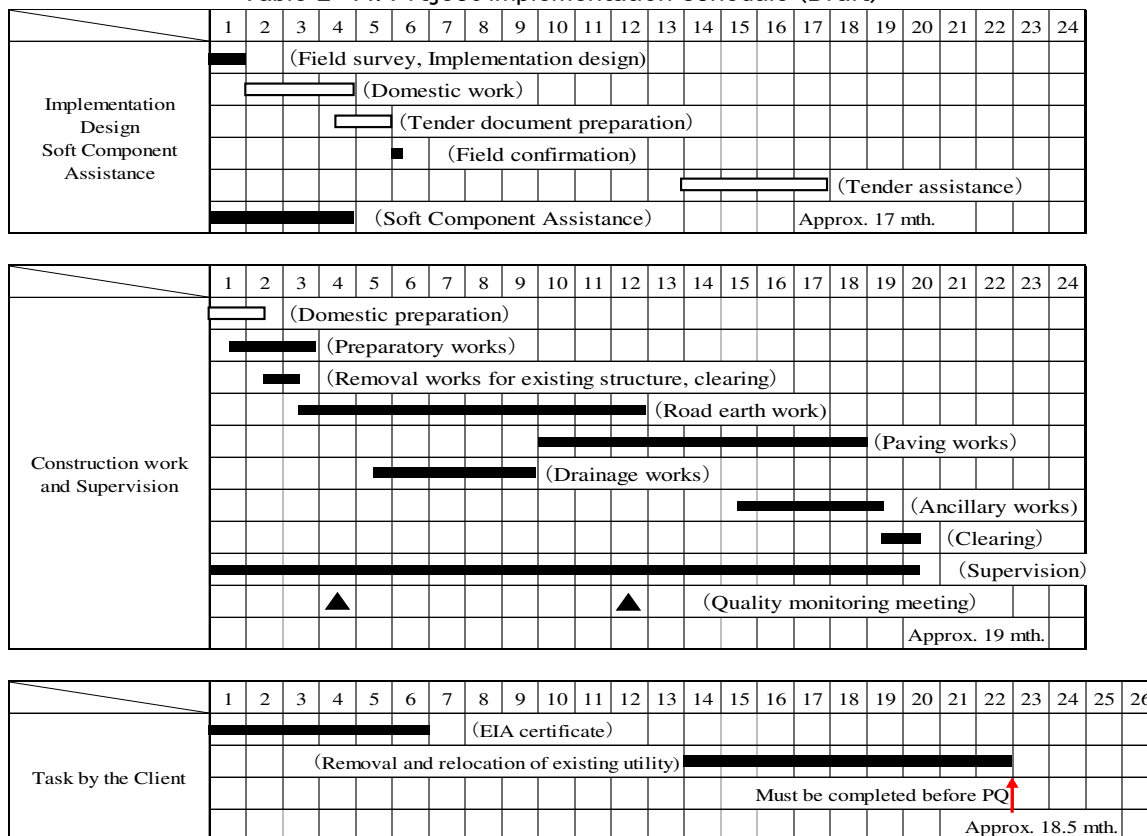 1 2 3 4 5 6 7 8 9 10 11 12 13 14 15 16 17 18 19 20 21 22 23 24
(Field survey, Implementation design)
(Domestic work)
(Tender document preparation)
(Field confirmation)
(Tender assistance)
(Soft Component Assistance) Approx. 17 mth.
Implementation
Design
Soft Component
Assistance
1 2 3 4 5 6 7 8 9 10 11 12 13 14 15 16 17 18 19 20 21 22 23 24
(Domestic preparation)
(Preparatory works)
(Removal works for existing structure, clearing)
(Road earth work)
(Paving works)
(Drainage works)
(Ancillary works)
(Clearing)
(Supervision)
(Quality monitoring meeting)
Approx. 19 mth.
Construction work
and Supervision
1 2 3 4 5 6 7 8 9 10 11 12 13 14 15 16 17 18 19 20 21 22 23 24 25 26
(EIA certificate)
(Removal and relocation of existing utility)
Must be completed before PQ
Approx. 18.5 mth.
Task by the Client